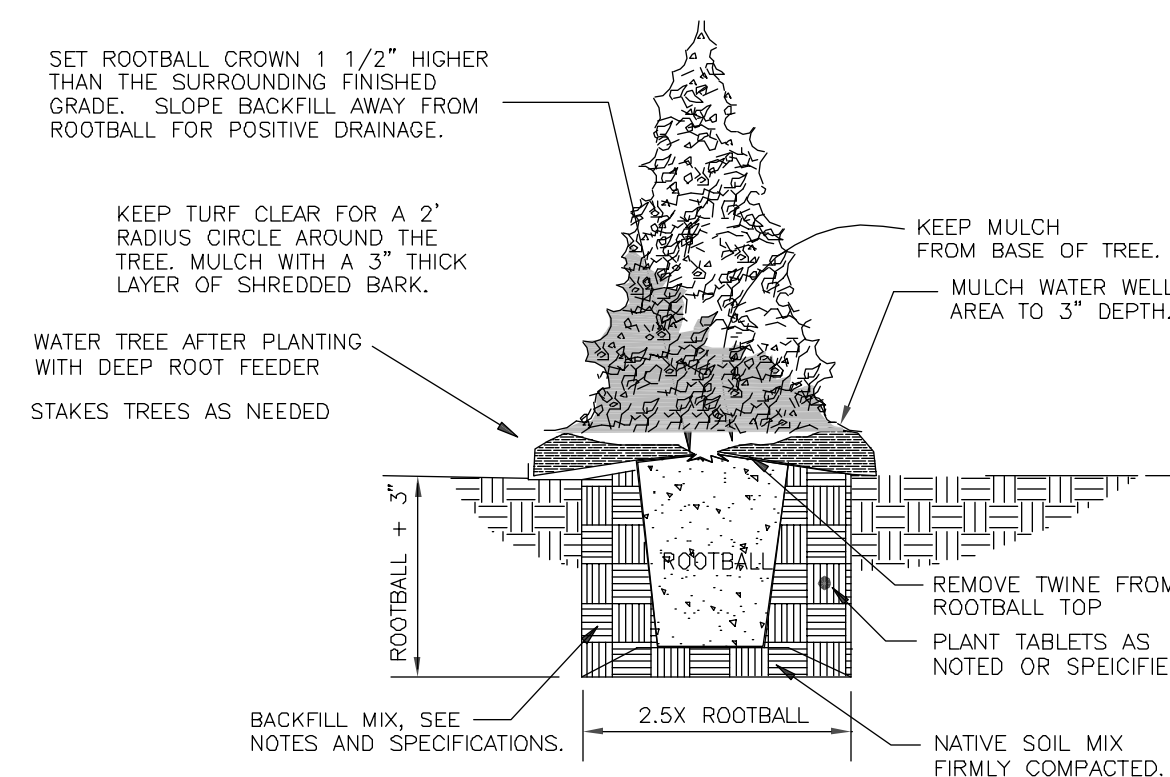 SET ROOTBALL CROWN 1 1/2" HIGHER
THAN THE SURROUNDING FINISHED
GRADE. SLOPE BACKFILL AWAY FROM
ROOTBALL FOR POSITIVE DRAINAGE.
KEEP TURF CLEAR FOR A 2'
RADIUS CIRCLE AROUND THE
TREE. MULCH WITH A 3" THICK
LAYER OF SHREDDED BARK.
WATER TREE AFTER PLANTING
WITH DEEP ROOT FEEDER
STAKES TREES AS NEEDED
KEEP MULCH
FROM BASE OF TREE.
MULCH WATER WELL
AREA TO 3" DEPTH.
ROOTBALL + 3"
ROOTBALL
REMOVE TWINE FROM
ROOTBALL TOP
PLANT TABLETS AS
NOTED OR SPEICIFIE
BACKFILL MIX, SEE
NOTES AND SPECIFICATIONS.
2.5X ROOTBALL
NATIVE SOIL MIX
FIRMLY COMPACTED.